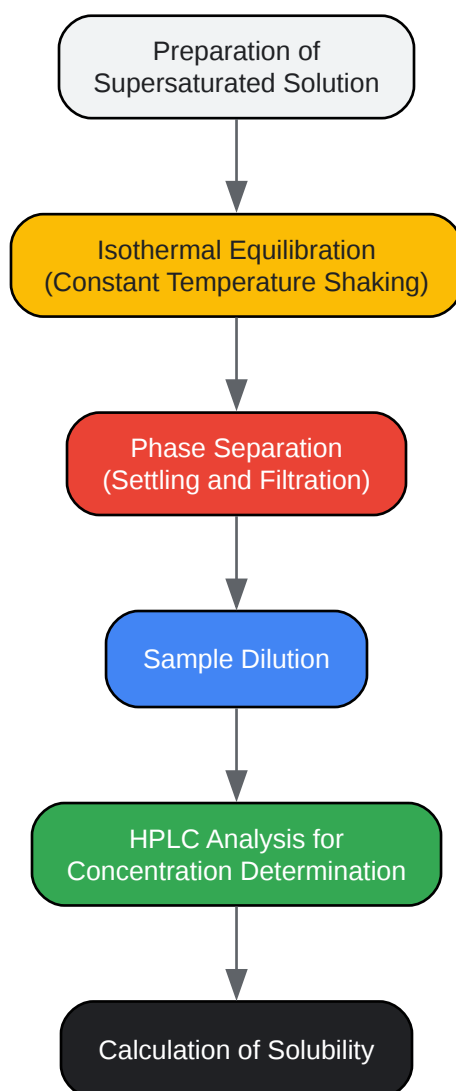 Preparation of
Supersaturated Solution
Isothermal Equilibration
(Constant Temperature Shaking)
Phase Separation
(Settling and Filtration)
Sample Dilution
HPLC Analysis for
Concentration Determination
Calculation of Solubility